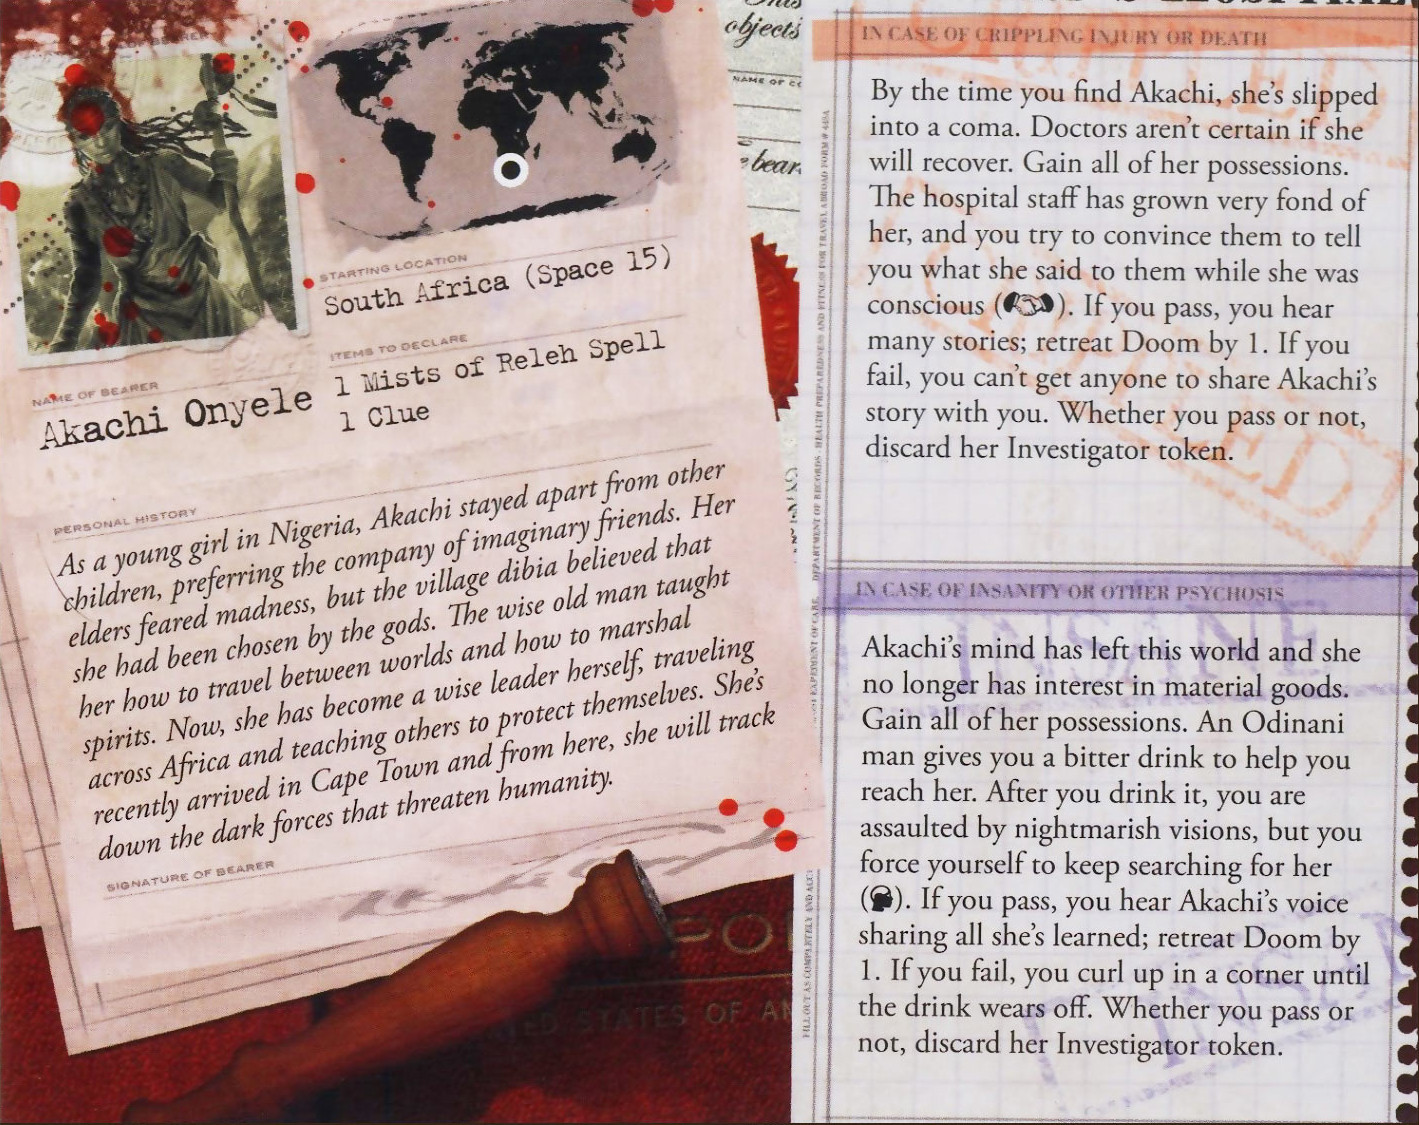 objects
NAME OF
bear
STARTING LOCATION
South Africa (Space 15)
ITEMS TO DECLARE
1 Mists of Releh Spell
1 Clue
NAME OF BEARER
Akachi Onyele
PERSONAL HISTORY
As a young girl in Nigeria, Akachi stayed apart from other
children, preferring the company of imaginary friends. Her
elders feared madness, but the village dibia believed that
she had been chosen by the gods. The wise old man taught
her how to travel between worlds and how to marshal
spirits. Now, she has become a wise leader herself, traveling
across Africa and teaching others to protect themselves. She's
recently arrived in Cape Town and from here, she will track
down the dark forces that threaten humanity.
SIGNATURE OF BEARER
STATES OF
IN CASE OF CRIPPLING INJURY OR DEATH
By the time you find Akachi, she's slipped
into a coma. Doctors aren't certain if she
will recover. Gain all of her possessions.
The hospital staff has grown very fond of
her, and you try to convince them to tell
you what she said to them while she was
conscious (). If you pass, you hear
many stories; retreat Doom by 1. If you
fail, you can't get anyone to share Akachi's
story with you. Whether you pass or not,
discard her Investigator token.
IN CASE OF INSANITY OR OTHER PSYCHOSIS
INSANE
Akachi's mind has left this world and she
no longer has interest in material goods.
Gain all of her possessions. An Odinani
man gives you a bitter drink to help you
reach her. After you drink it, you are
assaulted by nightmarish visions, but you
force yourself to keep searching for her
(). If you pass, you hear Akachi's voice
sharing all she's learned; retreat Doom by
1. If you fail, you curl up in a corner until
the drink wears off. Whether you pass or
not, discard her Investigator token.